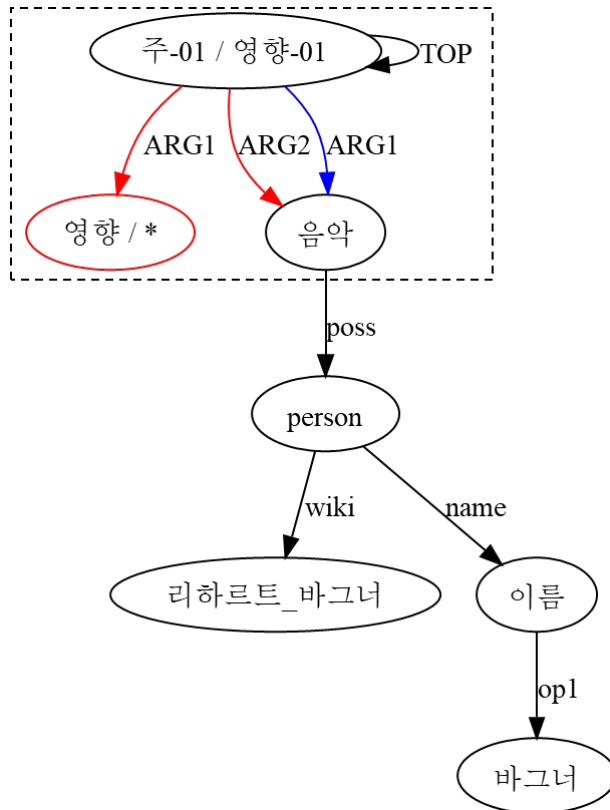 주-01 / 영향-01
TOP
ARG1
ARG2
ARG1
영향 / *
음악
poss
person
wiki
name
리하르트_바그너
이름
op1
바그너